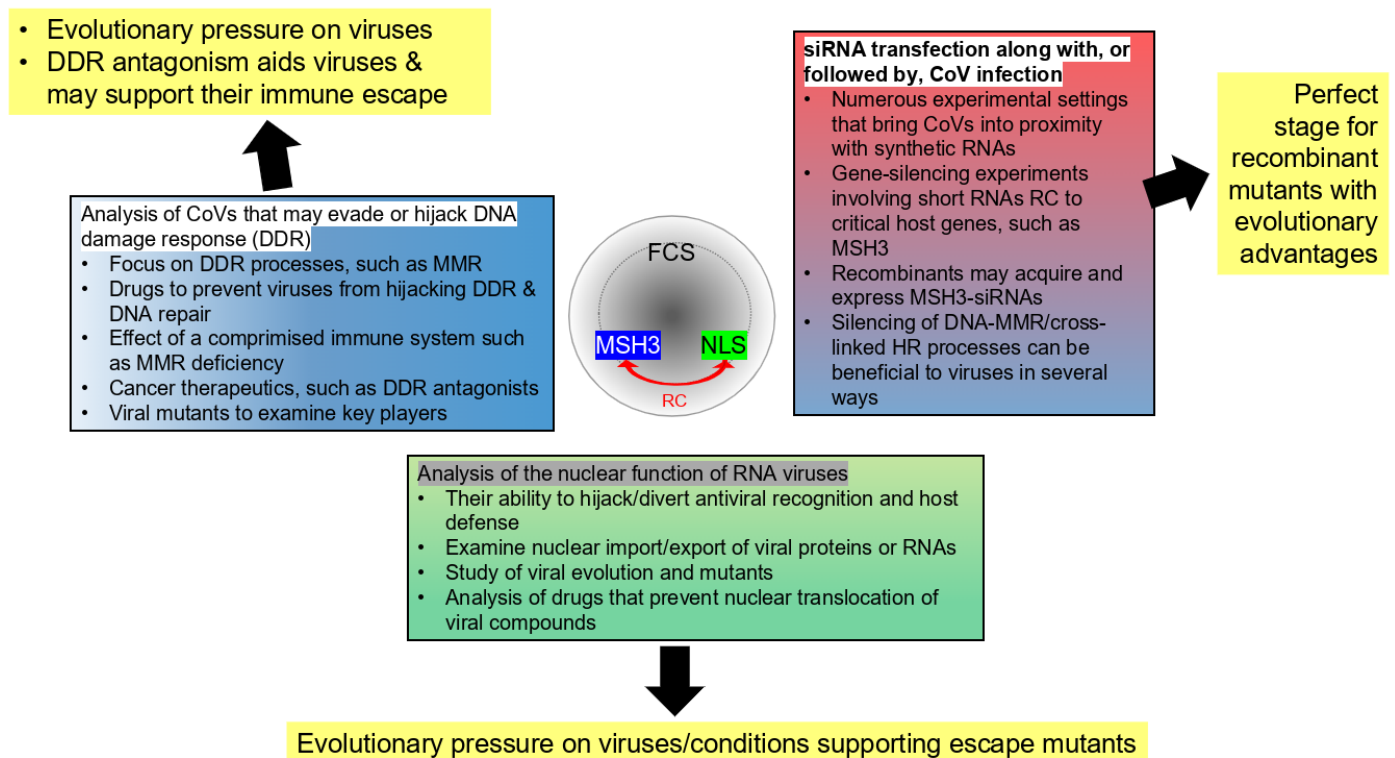 • Evolutionary pressure on viruses
• DDR antagonism aids viruses &
may support their immune escape
siRNA transfection along with, or
followed by, CoV infection
• Numerous experimental settings
that bring CoVs into proximity
with synthetic RNAs
• Gene-silencing experiments
involving short RNAs RC to
critical host genes, such as
MSH3
• Recombinants may acquire and
express MSH3-siRNAs
• Silencing of DNA-MMR/cross-
linked HR processes can be
beneficial to viruses in several
ways
Perfect
stage for
recombinant
mutants with
evolutionary
advantages
Analysis of CoVs that may evade or hijack DNA
damage response (DDR)
• Focus on DDR processes, such as MMR
• Drugs to prevent viruses from hijacking DDR &
DNA repair
• Effect of a comprimised immune system such
as MMR deficiency
• Cancer therapeutics, such as DDR antagonists
• Viral mutants to examine key players
FCS
MSH3 NLS
RC
Analysis of the nuclear function of RNA viruses
• Their ability to hijack/divert antiviral recognition and host
defense
• Examine nuclear import/export of viral proteins or RNAs
• Study of viral evolution and mutants
• Analysis of drugs that prevent nuclear translocation of
viral compounds
Evolutionary pressure on viruses/conditions supporting escape mutants